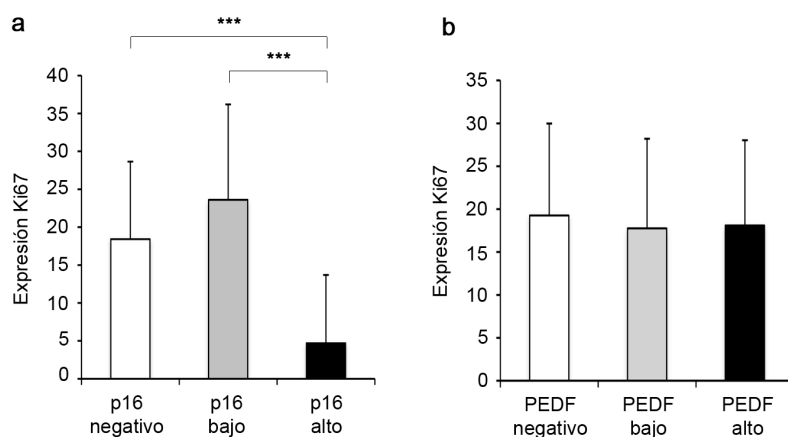 a
***
***
Expresión Ki67
40
35
30
25
20
15
10
5
0
p16 negativo
p16 bajo
p16 alto
b
Expresión Ki67
35
30
25
20
15
10
5
0
PEDF negativo
PEDF bajo
PEDF alto